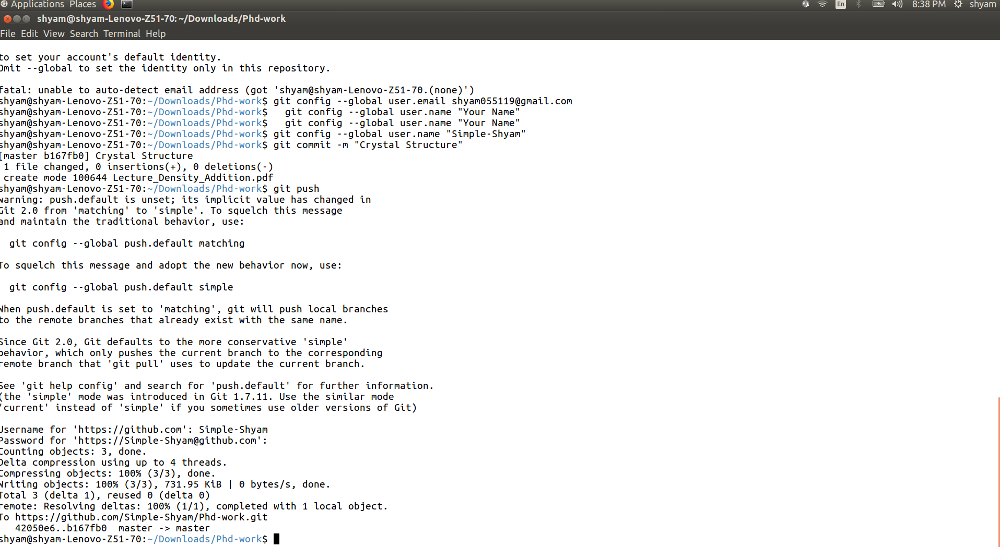 Applications Places En 8:38 PM shyam
shyam@shyam-Lenovo-Z51-70: ~/Downloads/Phd-work
File Edit View Search Terminal Help
to set your account's default identity.
Omit --global to set the identity only in this repository.
fatal: unable to auto-detect email address (got 'shyam@shyam-Lenovo-Z51-70.(none)')
shyam@shyam-Lenovo-Z51-70:~/Downloads/Phd-work$ git config --global user.email shyam055119@gmail.com
shyam@shyam-Lenovo-Z51-70:~/Downloads/Phd-work$   git config --global user.name "Your Name"
shyam@shyam-Lenovo-Z51-70:~/Downloads/Phd-work$   git config --global user.name "Your Name"
shyam@shyam-Lenovo-Z51-70:~/Downloads/Phd-work$ git config --global user.name "Simple-Shyam"
shyam@shyam-Lenovo-Z51-70:~/Downloads/Phd-work$ git commit -m "Crystal Structure"
[master b167fb0] Crystal Structure
 1 file changed, 0 insertions(+), 0 deletions(-)
 create mode 100644 Lecture_Density_Addition.pdf
shyam@shyam-Lenovo-Z51-70:~/Downloads/Phd-work$ git push
warning: push.default is unset; its implicit value has changed in
Git 2.0 from 'matching' to 'simple'. To squelch this message
and maintain the traditional behavior, use:
  git config --global push.default matching
To squelch this message and adopt the new behavior now, use:
  git config --global push.default simple
When push.default is set to 'matching', git will push local branches
to the remote branches that already exist with the same name.
Since Git 2.0, Git defaults to the more conservative 'simple'
behavior, which only pushes the current branch to the corresponding
remote branch that 'git pull' uses to update the current branch.
See 'git help config' and search for 'push.default' for further information.
(the 'simple' mode was introduced in Git 1.7.11. Use the similar mode
'current' instead of 'simple' if you sometimes use older versions of Git)
Username for 'https://github.com': Simple-Shyam
Password for 'https://Simple-Shyam@github.com':
Counting objects: 3, done.
Delta compression using up to 4 threads.
Compressing objects: 100% (3/3), done.
Writing objects: 100% (3/3), 731.95 KiB | 0 bytes/s, done.
Total 3 (delta 1), reused 0 (delta 0)
remote: Resolving deltas: 100% (1/1), completed with 1 local object.
To https://github.com/Simple-Shyam/Phd-work.git
   42050e6..b167fb0  master -> master
shyam@shyam-Lenovo-Z51-70:~/Downloads/Phd-work$